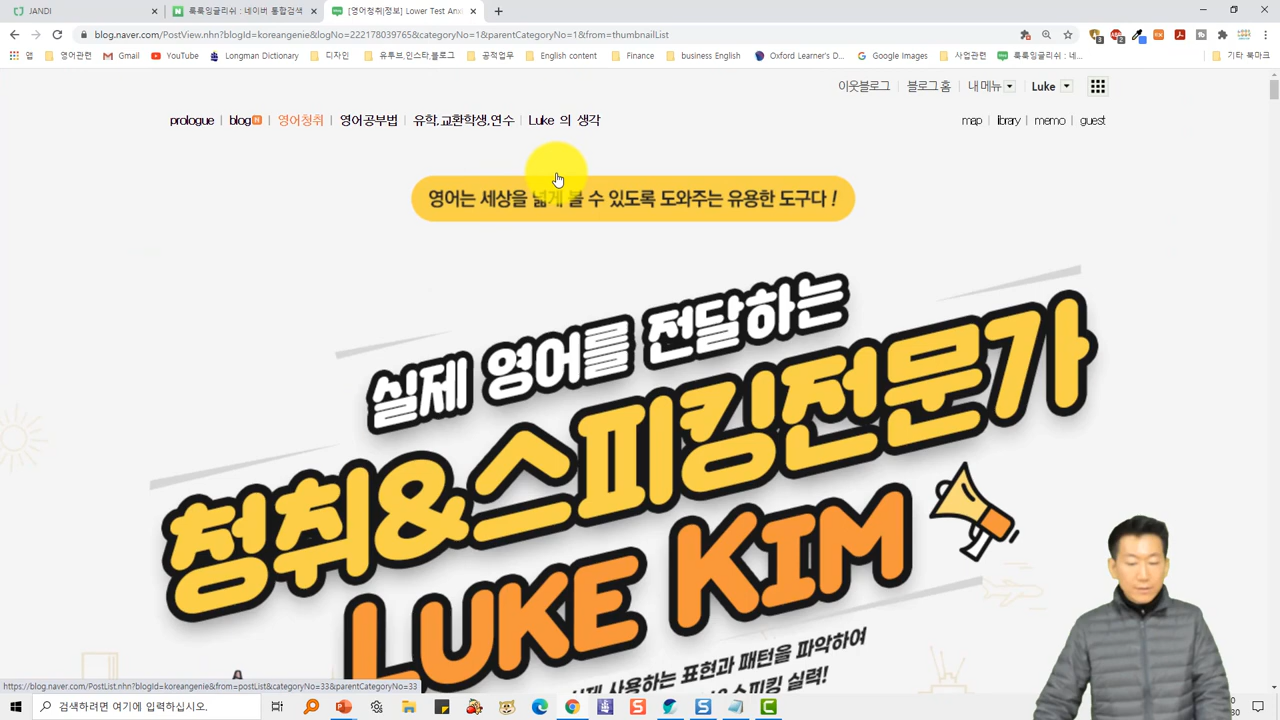 JANDI
룩룩잉글리쉬 : 네이버 통합검색
[영어청취|정보] Lower Test Anxi
blog.naver.com/PostView.nhn?blogId=koreangenie&logNo=222178039765&categoryNo=1&parentCategoryNo=1&from=thumbnailList
앱
영어관련
Gmail
YouTube
Longman Dictionary
디자인
유튜브,인스타,블로그
공적업무
English content
Finance
business English
Oxford Learner's D...
Google Images
사업관련
룩룩잉글리쉬 : 네...
기타 북마크
이웃블로그 | 블로그 홈 | 내 메뉴 | Luke
prologue | blog | 영어청취 | 영어공부법 | 유학,교환학생,연수 | Luke 의 생각
map | library | memo | guest
영어는 세상을 넓게 볼 수 있도록 도와주는 유용한 도구다 !
실제 영어를 전달하는
청취&스피킹전문가
LUKE KIM
사용하는 표현과 패턴을 파악하여
스피킹 실력!
https://blog.naver.com/PostList.nhn?blogId=koreangenie&from=postList&categoryNo=33&parentCategoryNo=33
검색하려면 여기에 입력하십시오.